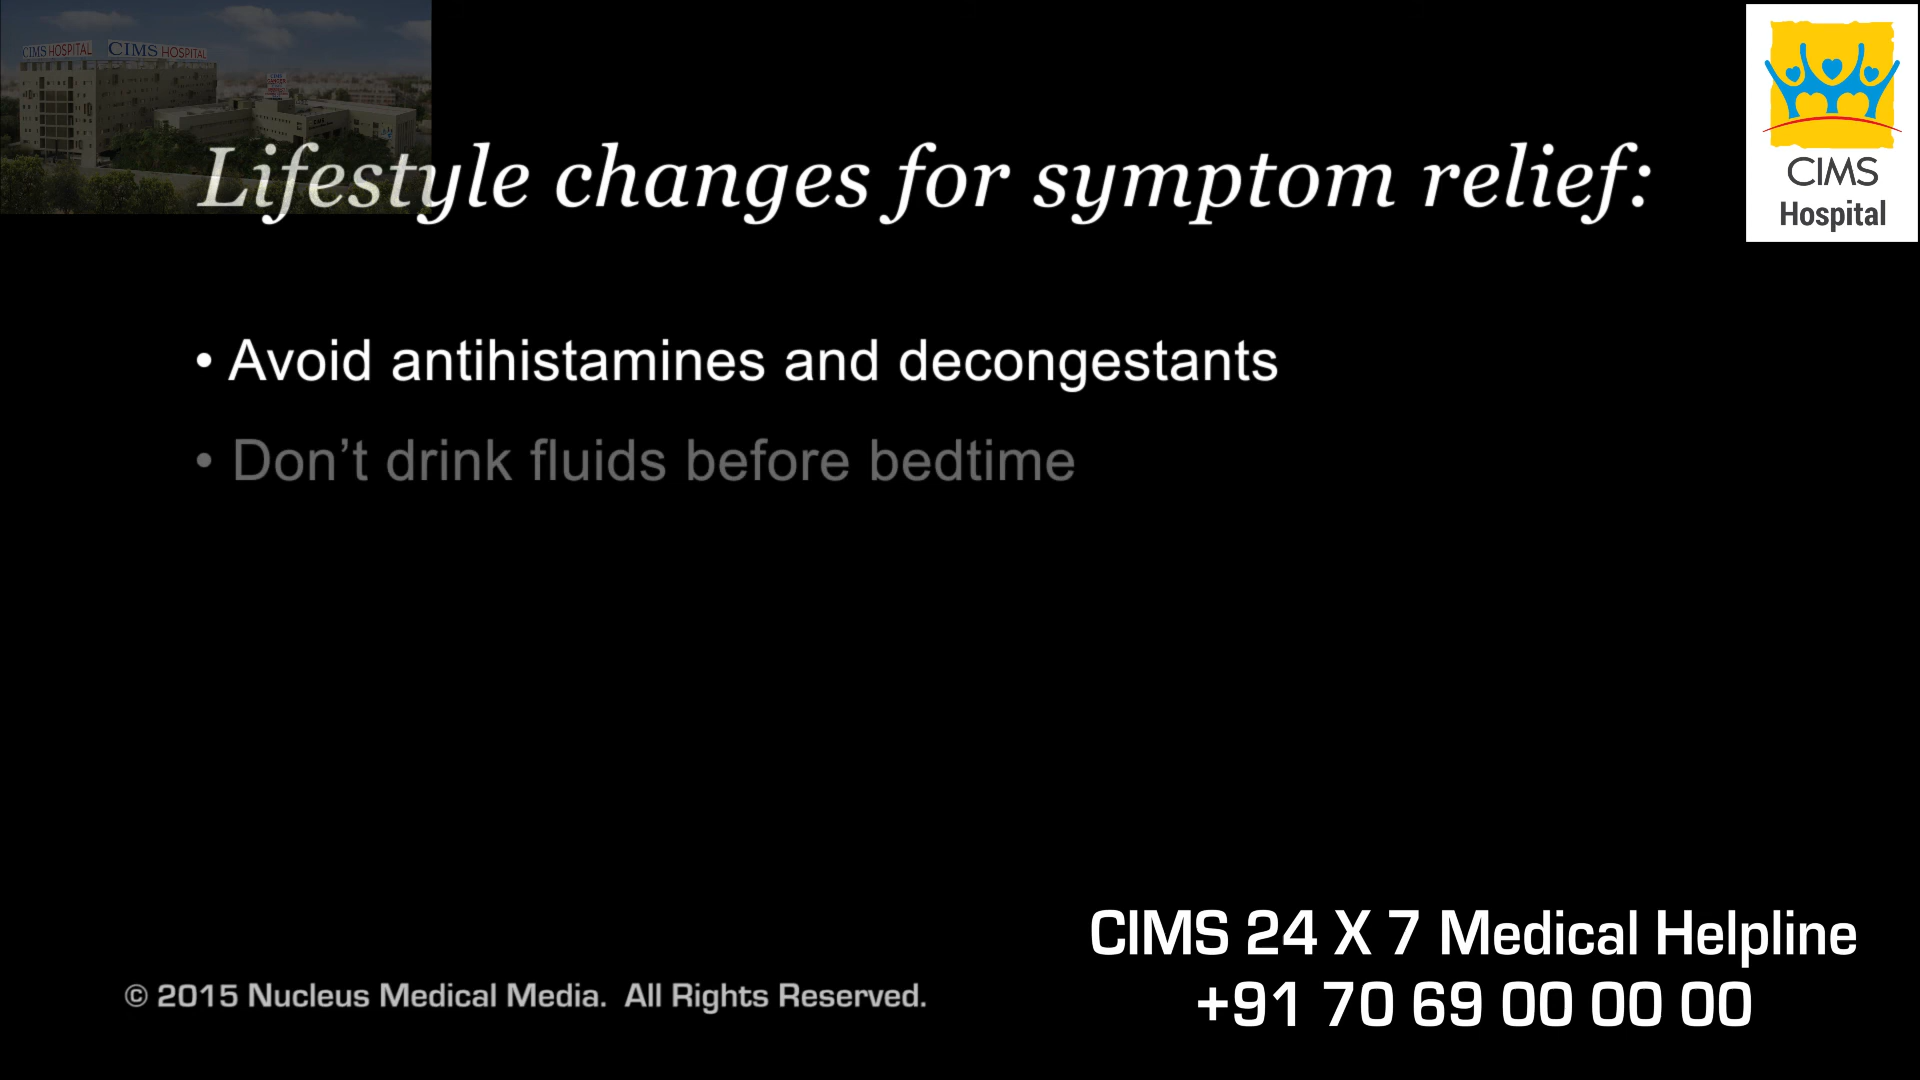 CIMS HOSPITAL CIMS HOSPITAL
Lifestyle changes for symptom relief:
CIMS
Hospital
• Avoid antihistamines and decongestants
• Don’t drink fluids before bedtime
CIMS 24 X 7 Medical Helpline
+91 70 69 00 00 00
© 2015 Nucleus Medical Media. All Rights Reserved.